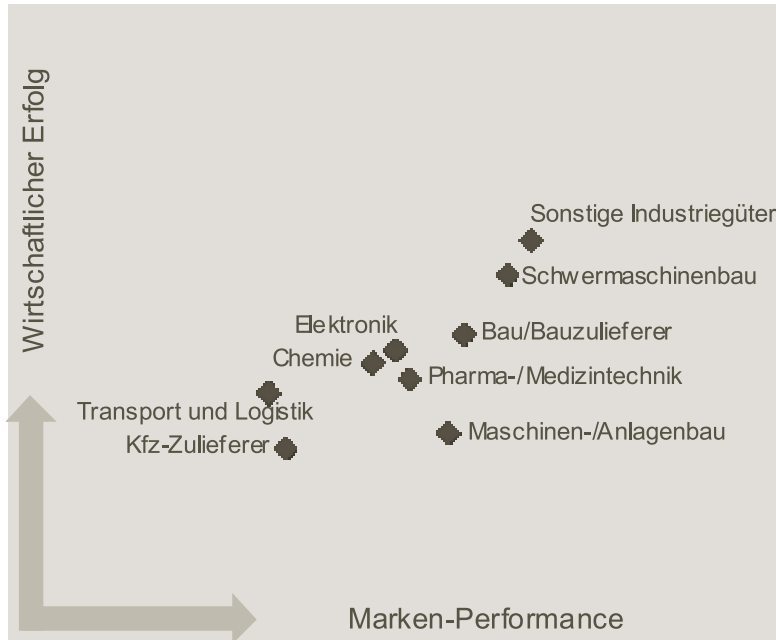 Wirtschaftlicher Erfolg
Sonstige Industriegüter
Schwermaschinenbau
Elektronik
Bau/Bauzulieferer
Chemie
Pharma-/Medizintechnik
Transport und Logistik
Maschinen-/Anlagenbau
Kfz-Zulieferer
Marken-Performance